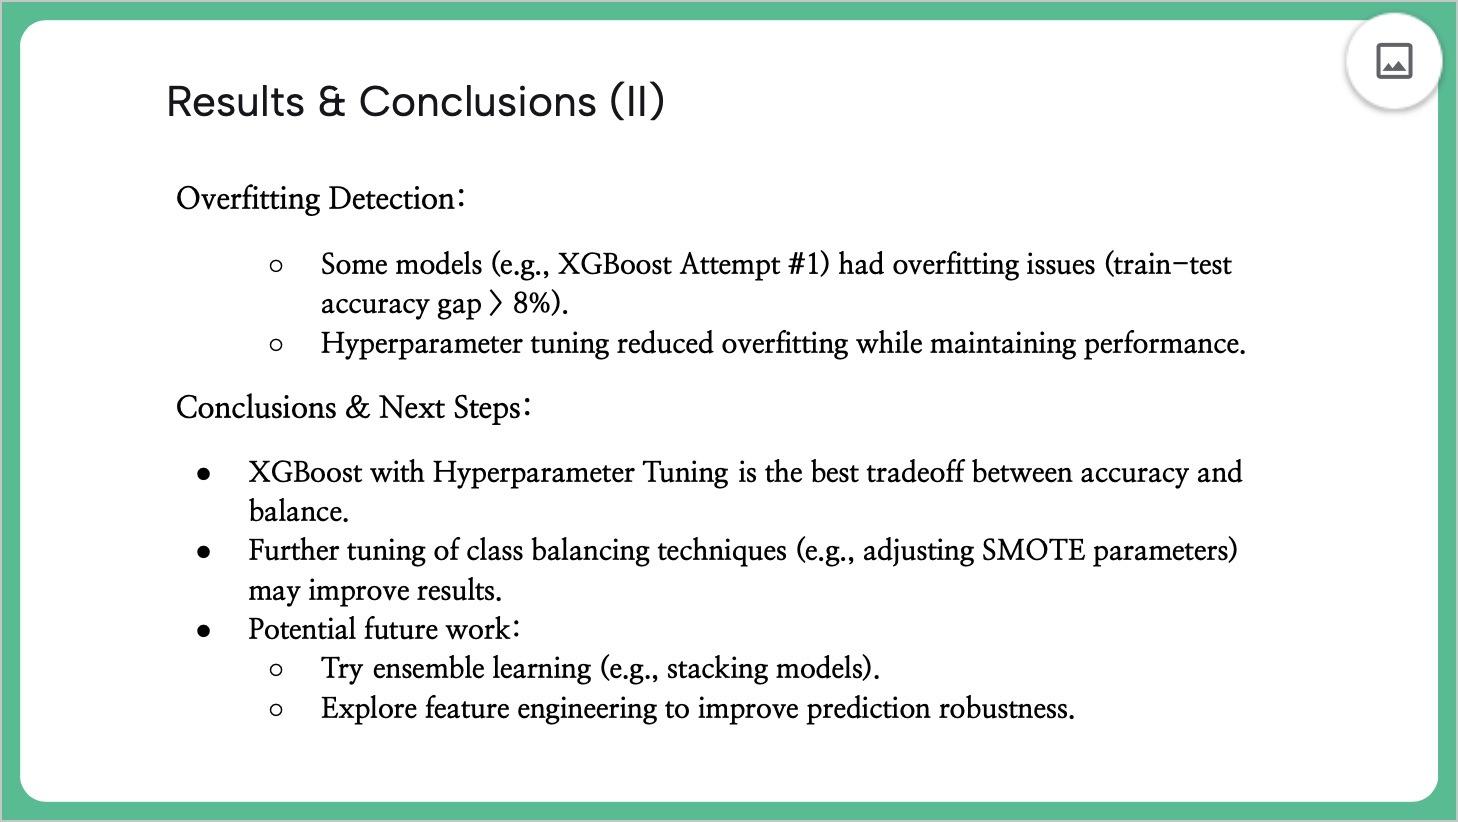 Results & Conclusions (II)
Overfitting Detection:
○ Some models (e.g., XGBoost Attempt #1) had overfitting issues (train-test
accuracy gap > 8%).
○ Hyperparameter tuning reduced overfitting while maintaining performance.
Conclusions & Next Steps:
● XGBoost with Hyperparameter Tuning is the best tradeoff between accuracy and
balance.
● Further tuning of class balancing techniques (e.g., adjusting SMOTE parameters)
may improve results.
● Potential future work:
○ Try ensemble learning (e.g., stacking models).
○ Explore feature engineering to improve prediction robustness.